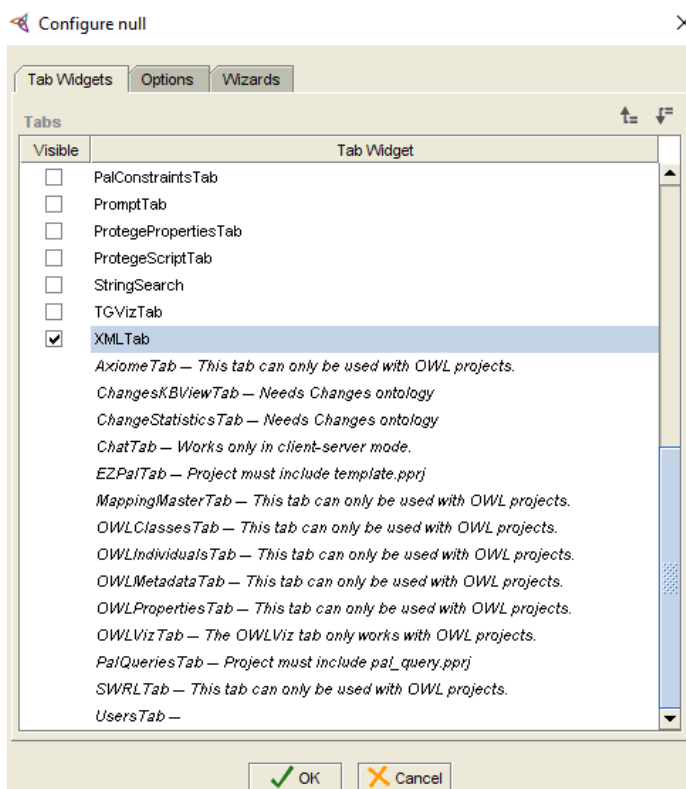 Configure null
Tab Widgets Options Wizards
Tabs
Visible Tab Widget
PalConstraintsTab
PromptTab
ProtegePropertiesTab
ProtegeScriptTab
StringSearch
TGVizTab
XMLTab
AxiomeTab — This tab can only be used with OWL projects.
ChangesKBViewTab — Needs Changes ontology
ChangeStatisticsTab — Needs Changes ontology
ChatTab — Works only in client-server mode.
EZPalTab — Project must include template.pprj
MappingMasterTab — This tab can only be used with OWL projects.
OWLClassesTab — This tab can only be used with OWL projects.
OWLIndividualsTab — This tab can only be used with OWL projects.
OWLMetadataTab — This tab can only be used with OWL projects.
OWLPropertiesTab — This tab can only be used with OWL projects.
OWLVizTab — The OWLViz tab only works with OWL projects.
PalQueriesTab — Project must include pal_query.pprj
SWRLTab — This tab can only be used with OWL projects.
UsersTab —
OK Cancel